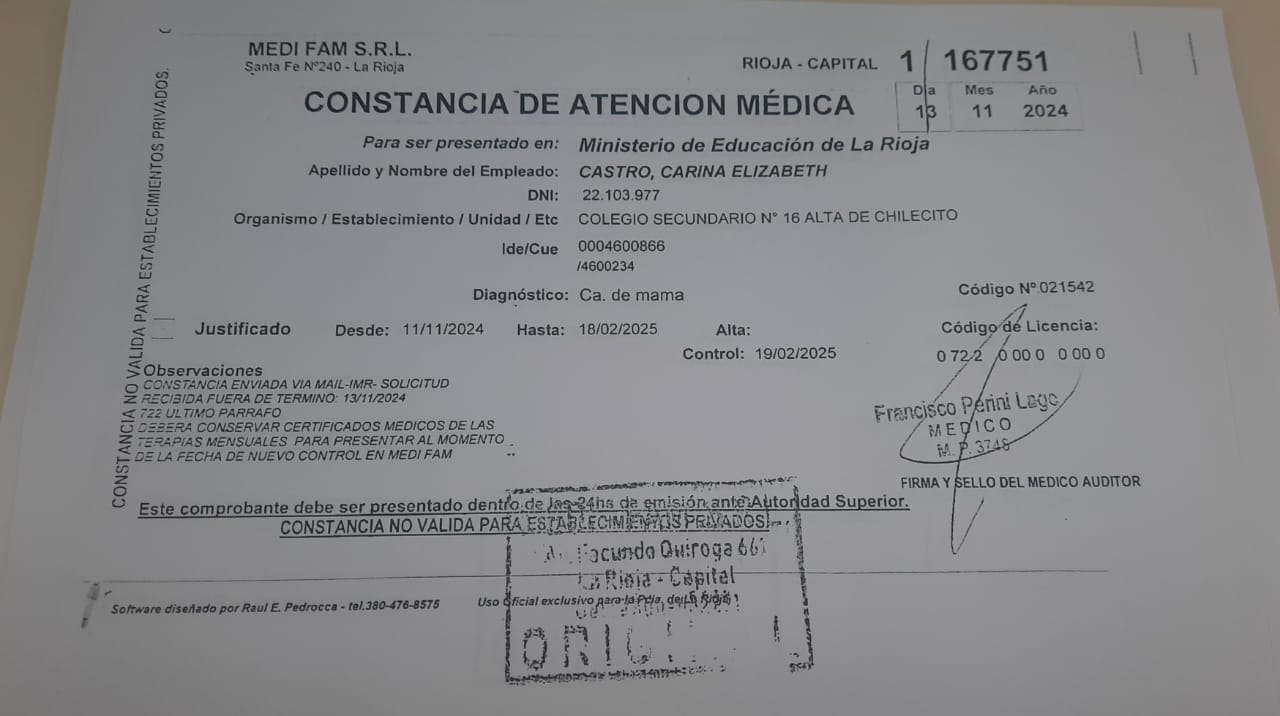 MEDI FAM S.R.L.
Santa Fe N°240 - La Rioja
RIOJA - CAPITAL 1 167751
CONSTANCIA DE ATENCION MÉDICA
Día Mes Año
13 11 2024
Para ser presentado en: Ministerio de Educación de La Rioja
Apellido y Nombre del Empleado: CASTRO, CARINA ELIZABETH
DNI: 22.103.977
Organismo / Establecimiento / Unidad / Etc COLEGIO SECUNDARIO N° 16 ALTA DE CHILECITO
Ide/Cue 0004600866
/4600234
Diagnóstico: Ca. de mama
Código Nº 021542
Justificado Desde: 11/11/2024 Hasta: 18/02/2025 Alta:
Código de Licencia:
Control: 19/02/2025
0 722 0 00 0 0 00 0
Observaciones
CONSTANCIA ENVIADA VIA MAIL-IMR- SOLICITUD
RECIBIDA FUERA DE TERMINO: 13/11/2024
722 ULTIMO PARRAFO
DEBERA CONSERVAR CERTIFICADOS MEDICOS DE LAS
TERAPIAS MENSUALES PARA PRESENTAR AL MOMENTO
DE LA FECHA DE NUEVO CONTROL EN MEDI FAM
Francisco Perini Lago
MEDICO
M. P. 3748
FIRMA Y SELLO DEL MEDICO AUDITOR
CONSTANCIA NO VALIDA PARA ESTABLECIMIENTOS PRIVADOS.
Este comprobante debe ser presentado dentro de las 24hs de emisión ante Autoridad Superior.
CONSTANCIA NO VALIDA PARA ESTABLECIMIENTOS PRIVADOS
Facundo Quiroga 661
La Rioja - Capital
Software diseñado por Raul E. Pedrocca - tel.380-476-8575
Uso Oficial exclusivo para la Pcia. de La Rioja